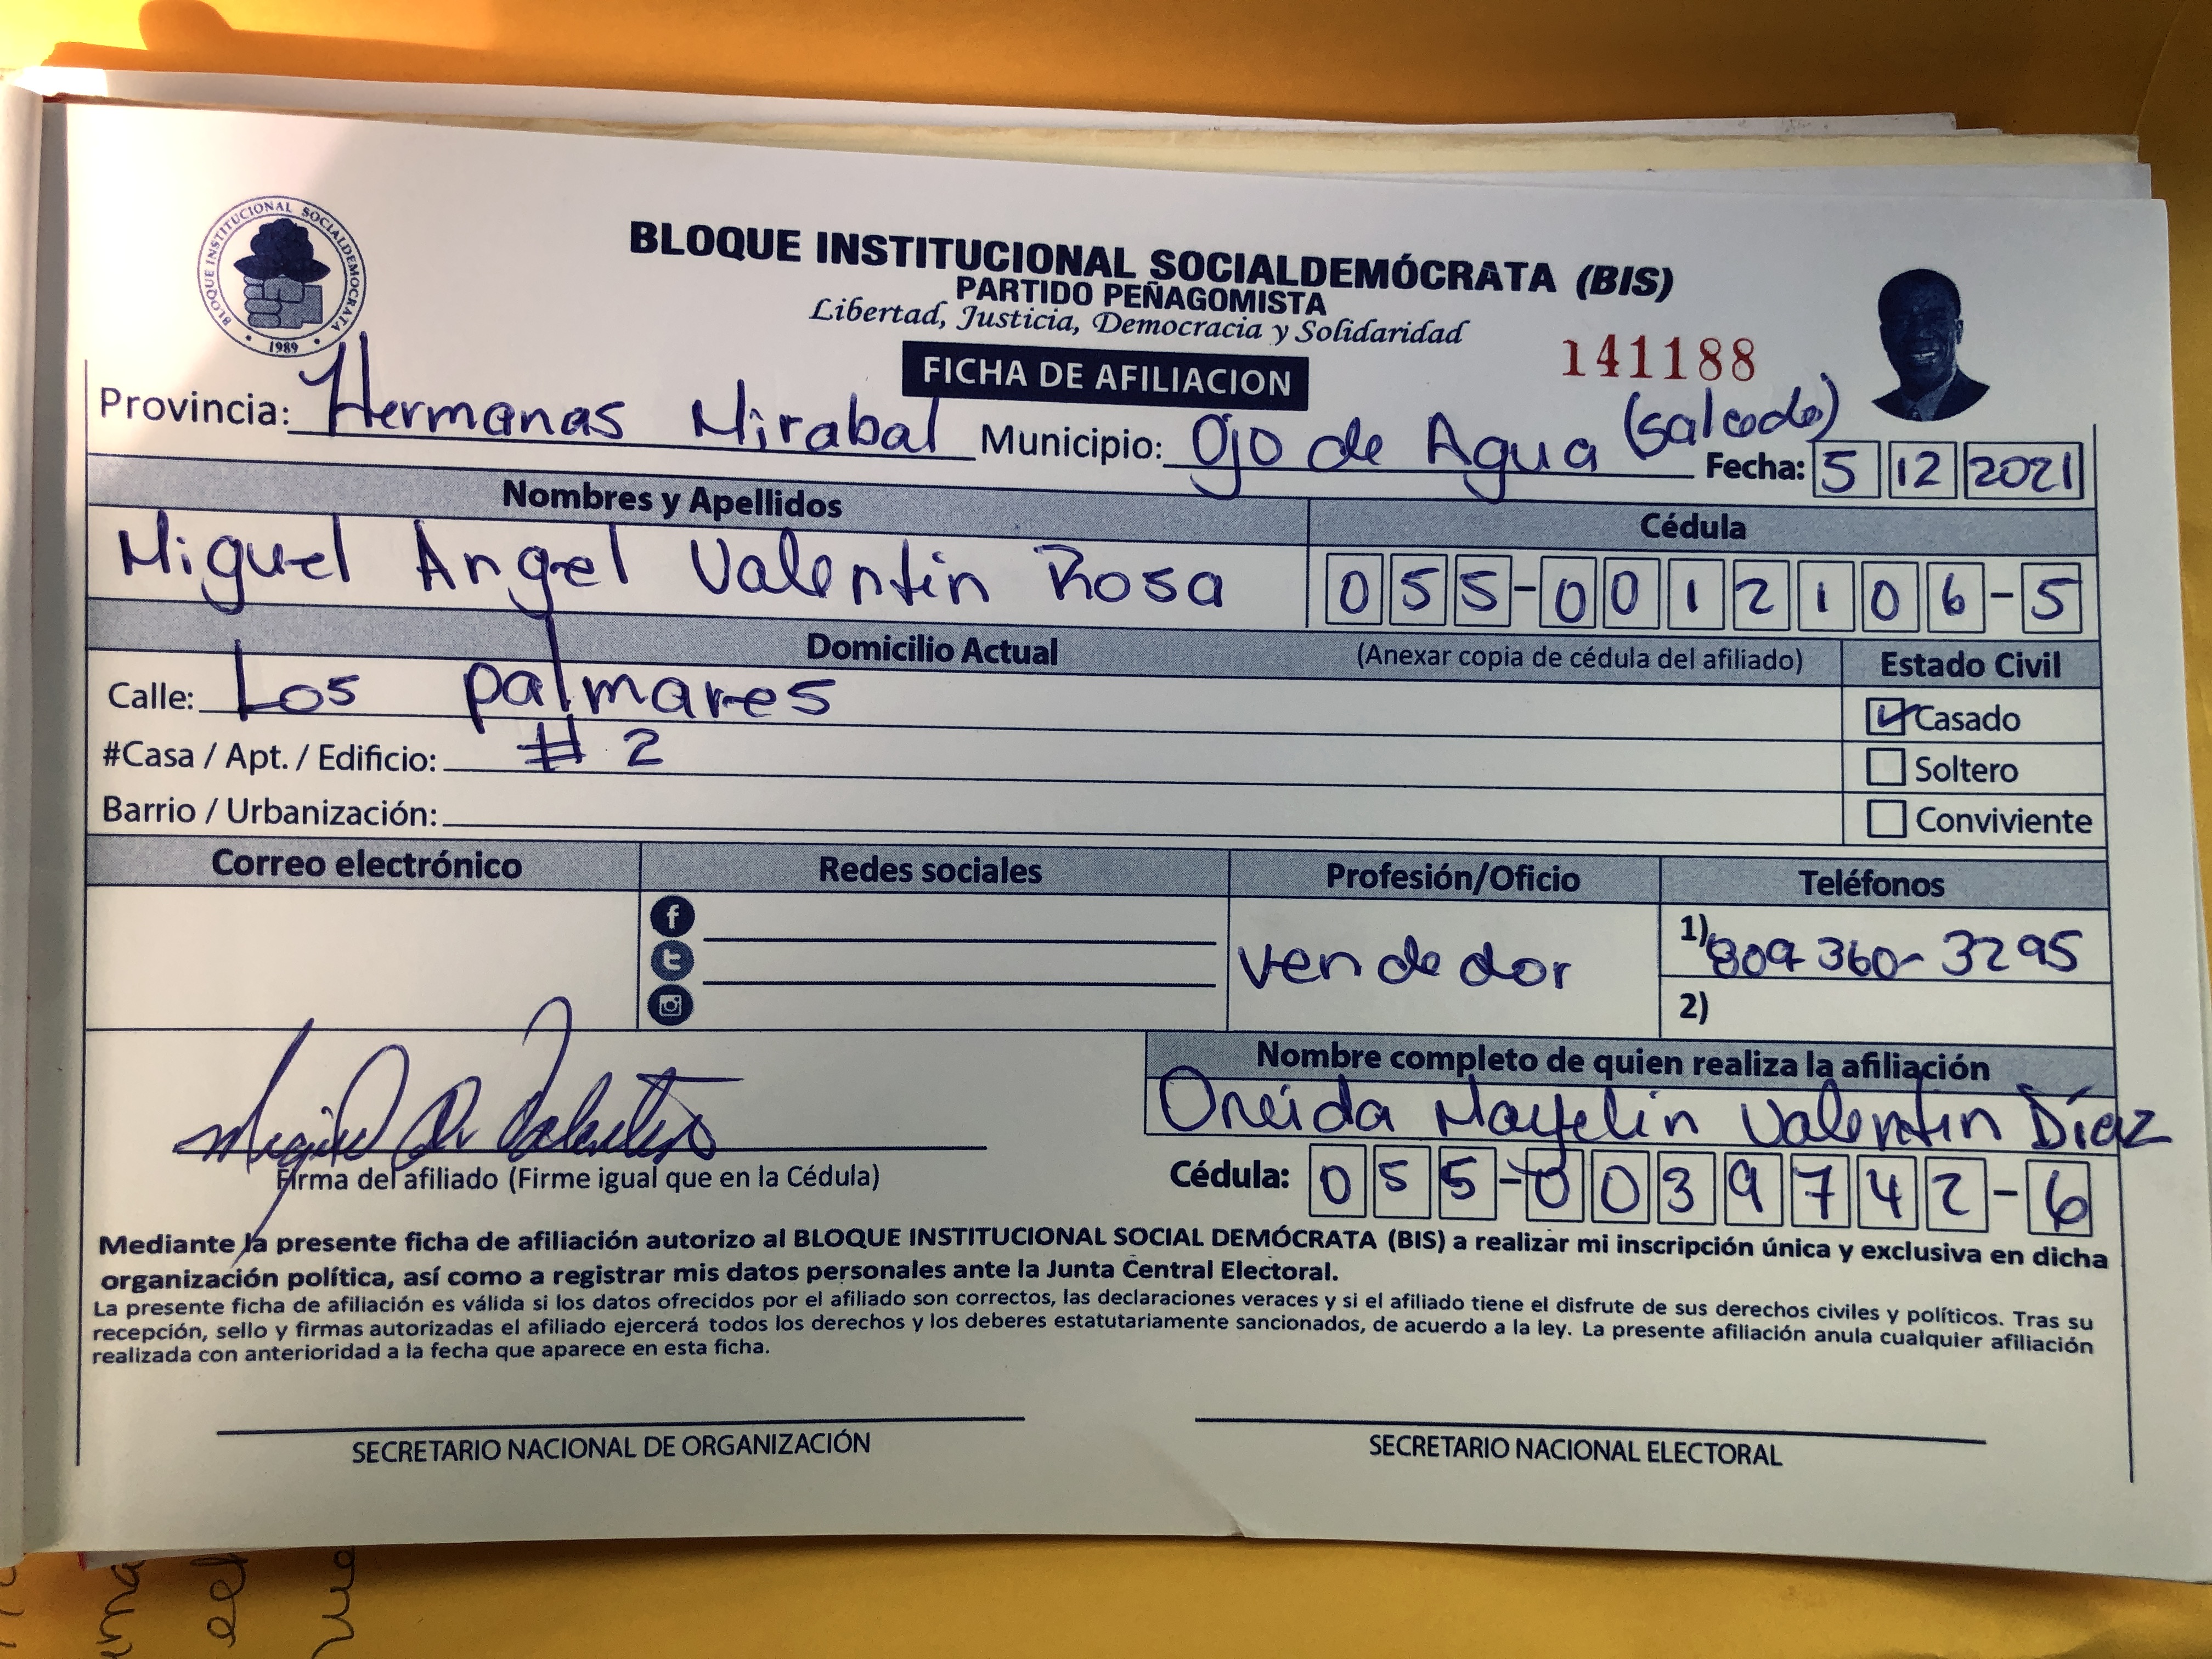 BLOQUE INSTITUCIONAL SOCIALDEMOCRATA
1989
BLOQUE INSTITUCIONAL SOCIALDEMÓCRATA (BIS)
PARTIDO PEÑAGOMISTA
Libertad, Justicia, Democracia y Solidaridad
141188
FICHA DE AFILIACION
Provincia: Hermanas Mirabal Municipio: Ojo de Agua (Salcedo) Fecha: 5 12 2021
Nombres y Apellidos Cédula
Miguel Angel Valentin Rosa 055-0012106-5
Domicilio Actual (Anexar copia de cédula del afiliado) Estado Civil
Calle: Los palmares Casado
#Casa / Apt. / Edificio: # 2 Soltero
Barrio / Urbanización: Conviviente
Correo electrónico Redes sociales Profesión/Oficio Teléfonos
vendedor 1) 809 360-3295
2)
Nombre completo de quien realiza la afiliación
Oneida Mayelin Valentin Díaz
Miguel A. Valentin
Firma del afiliado (Firme igual que en la Cédula) Cédula: 055-0039742-6
Mediante la presente ficha de afiliación autorizo al BLOQUE INSTITUCIONAL SOCIAL DEMÓCRATA (BIS) a realizar mi inscripción única y exclusiva en dicha
organización política, así como a registrar mis datos personales ante la Junta Central Electoral.
La presente ficha de afiliación es válida si los datos ofrecidos por el afiliado son correctos, las declaraciones veraces y si el afiliado tiene el disfrute de sus derechos civiles y políticos. Tras su
recepción, sello y firmas autorizadas el afiliado ejercerá todos los derechos y los deberes estatutariamente sancionados, de acuerdo a la ley. La presente afiliación anula cualquier afiliación
realizada con anterioridad a la fecha que aparece en esta ficha.
SECRETARIO NACIONAL DE ORGANIZACIÓN SECRETARIO NACIONAL ELECTORAL